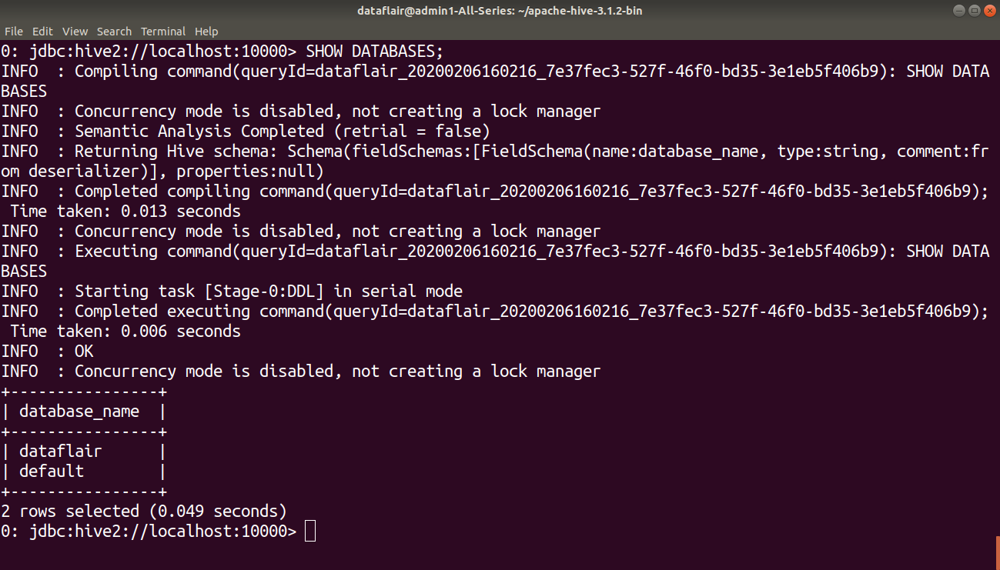 dataflair@admin1-All-Series: ~/apache-hive-3.1.2-bin
File Edit View Search Terminal Help
0: jdbc:hive2://localhost:10000> SHOW DATABASES;
INFO  : Compiling command(queryId=dataflair_20200206160216_7e37fec3-527f-46f0-bd35-3e1eb5f406b9): SHOW DATA
BASES
INFO  : Concurrency mode is disabled, not creating a lock manager
INFO  : Semantic Analysis Completed (retrial = false)
INFO  : Returning Hive schema: Schema(fieldSchemas:[FieldSchema(name:database_name, type:string, comment:fr
om deserializer)], properties:null)
INFO  : Completed compiling command(queryId=dataflair_20200206160216_7e37fec3-527f-46f0-bd35-3e1eb5f406b9);
 Time taken: 0.013 seconds
INFO  : Concurrency mode is disabled, not creating a lock manager
INFO  : Executing command(queryId=dataflair_20200206160216_7e37fec3-527f-46f0-bd35-3e1eb5f406b9): SHOW DATA
BASES
INFO  : Starting task [Stage-0:DDL] in serial mode
INFO  : Completed executing command(queryId=dataflair_20200206160216_7e37fec3-527f-46f0-bd35-3e1eb5f406b9);
 Time taken: 0.006 seconds
INFO  : OK
INFO  : Concurrency mode is disabled, not creating a lock manager
+----------------+
| database_name  |
+----------------+
| dataflair      |
| default        |
+----------------+
2 rows selected (0.049 seconds)
0: jdbc:hive2://localhost:10000>